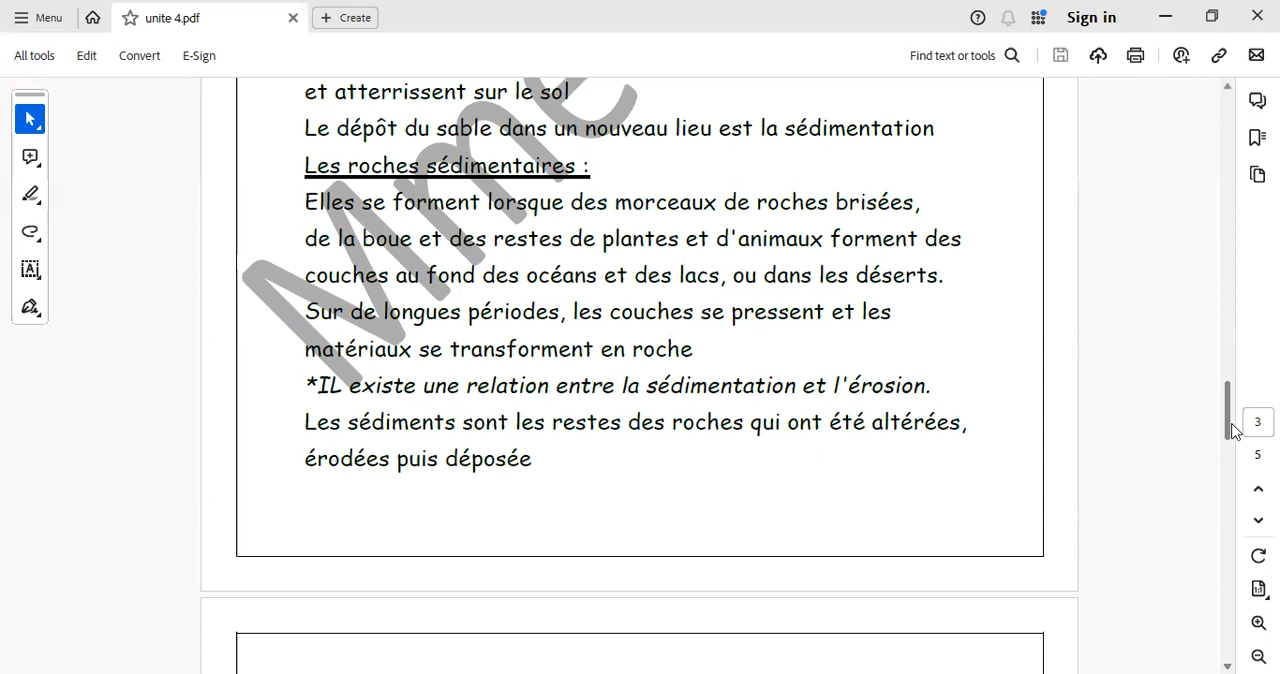 Menu
unite 4.pdf
Create
Sign in
All tools
Edit
Convert
E-Sign
Find text or tools
et atterrissent sur le sol
Le dépôt du sable dans un nouveau lieu est la sédimentation
Les roches sédimentaires :
Elles se forment lorsque des morceaux de roches brisées,
de la boue et des restes de plantes et d'animaux forment des
couches au fond des océans et des lacs, ou dans les déserts.
Sur de longues périodes, les couches se pressent et les
matériaux se transforment en roche
*IL existe une relation entre la sédimentation et l'érosion.
Les sédiments sont les restes des roches qui ont été altérées,
érodées puis déposée
Mme
3
5
1:1